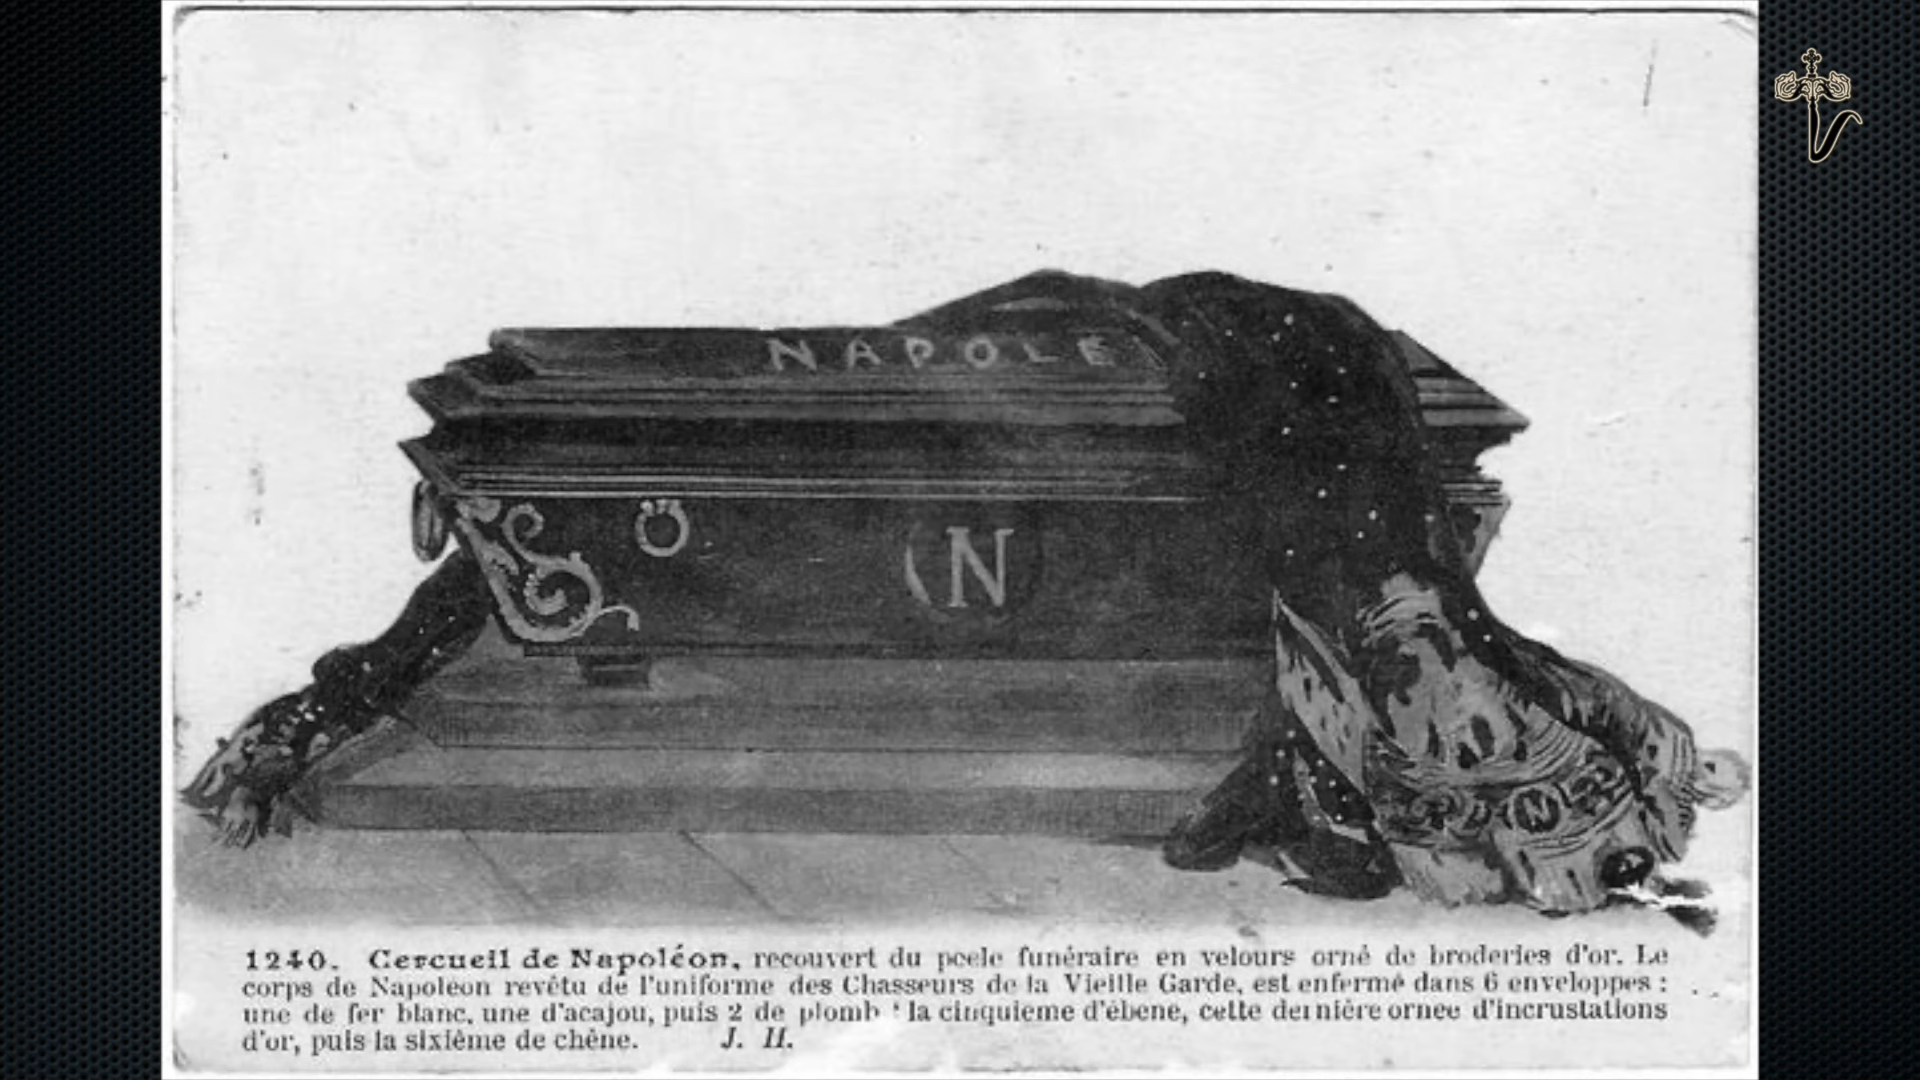 NAPOLÉ
N
N
1240. Cercueil de Napoléon, recouvert du poele funéraire en velours orné de broderies d'or. Le
corps de Napoleon revêtu de l'uniforme des Chasseurs de la Vieille Garde, est enfermé dans 6 enveloppes :
une de fer blanc, une d'acajou, puis 2 de plomb : la cinquieme d'ébène, cette dernière ornee d'incrustations
d'or, puis la sixième de chêne. J. H.